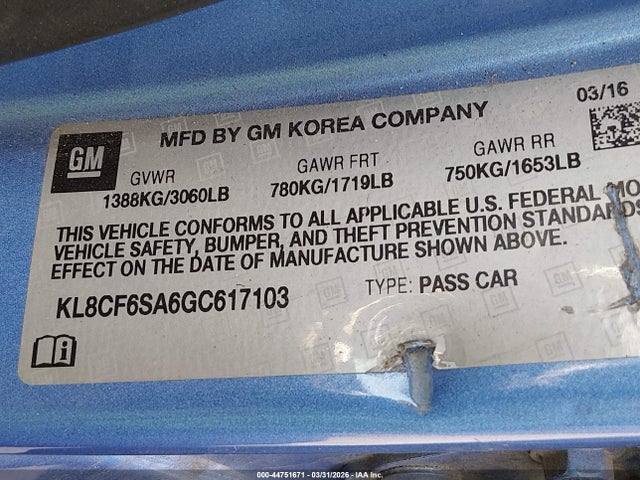 MFD BY GM KOREA COMPANY
03/16
GM
GVWR
1388KG/3060LB
GAWR FRT
780KG/1719LB
GAWR RR
750KG/1653LB
THIS VEHICLE CONFORMS TO ALL APPLICABLE U.S. FEDERAL MO
VEHICLE SAFETY, BUMPER, AND THEFT PREVENTION STANDARDS
EFFECT ON THE DATE OF MANUFACTURE SHOWN ABOVE.
KL8CF6SA6GC617103
TYPE: PASS CAR
000-44751671 | 03/31/2026 | IAA Inc.